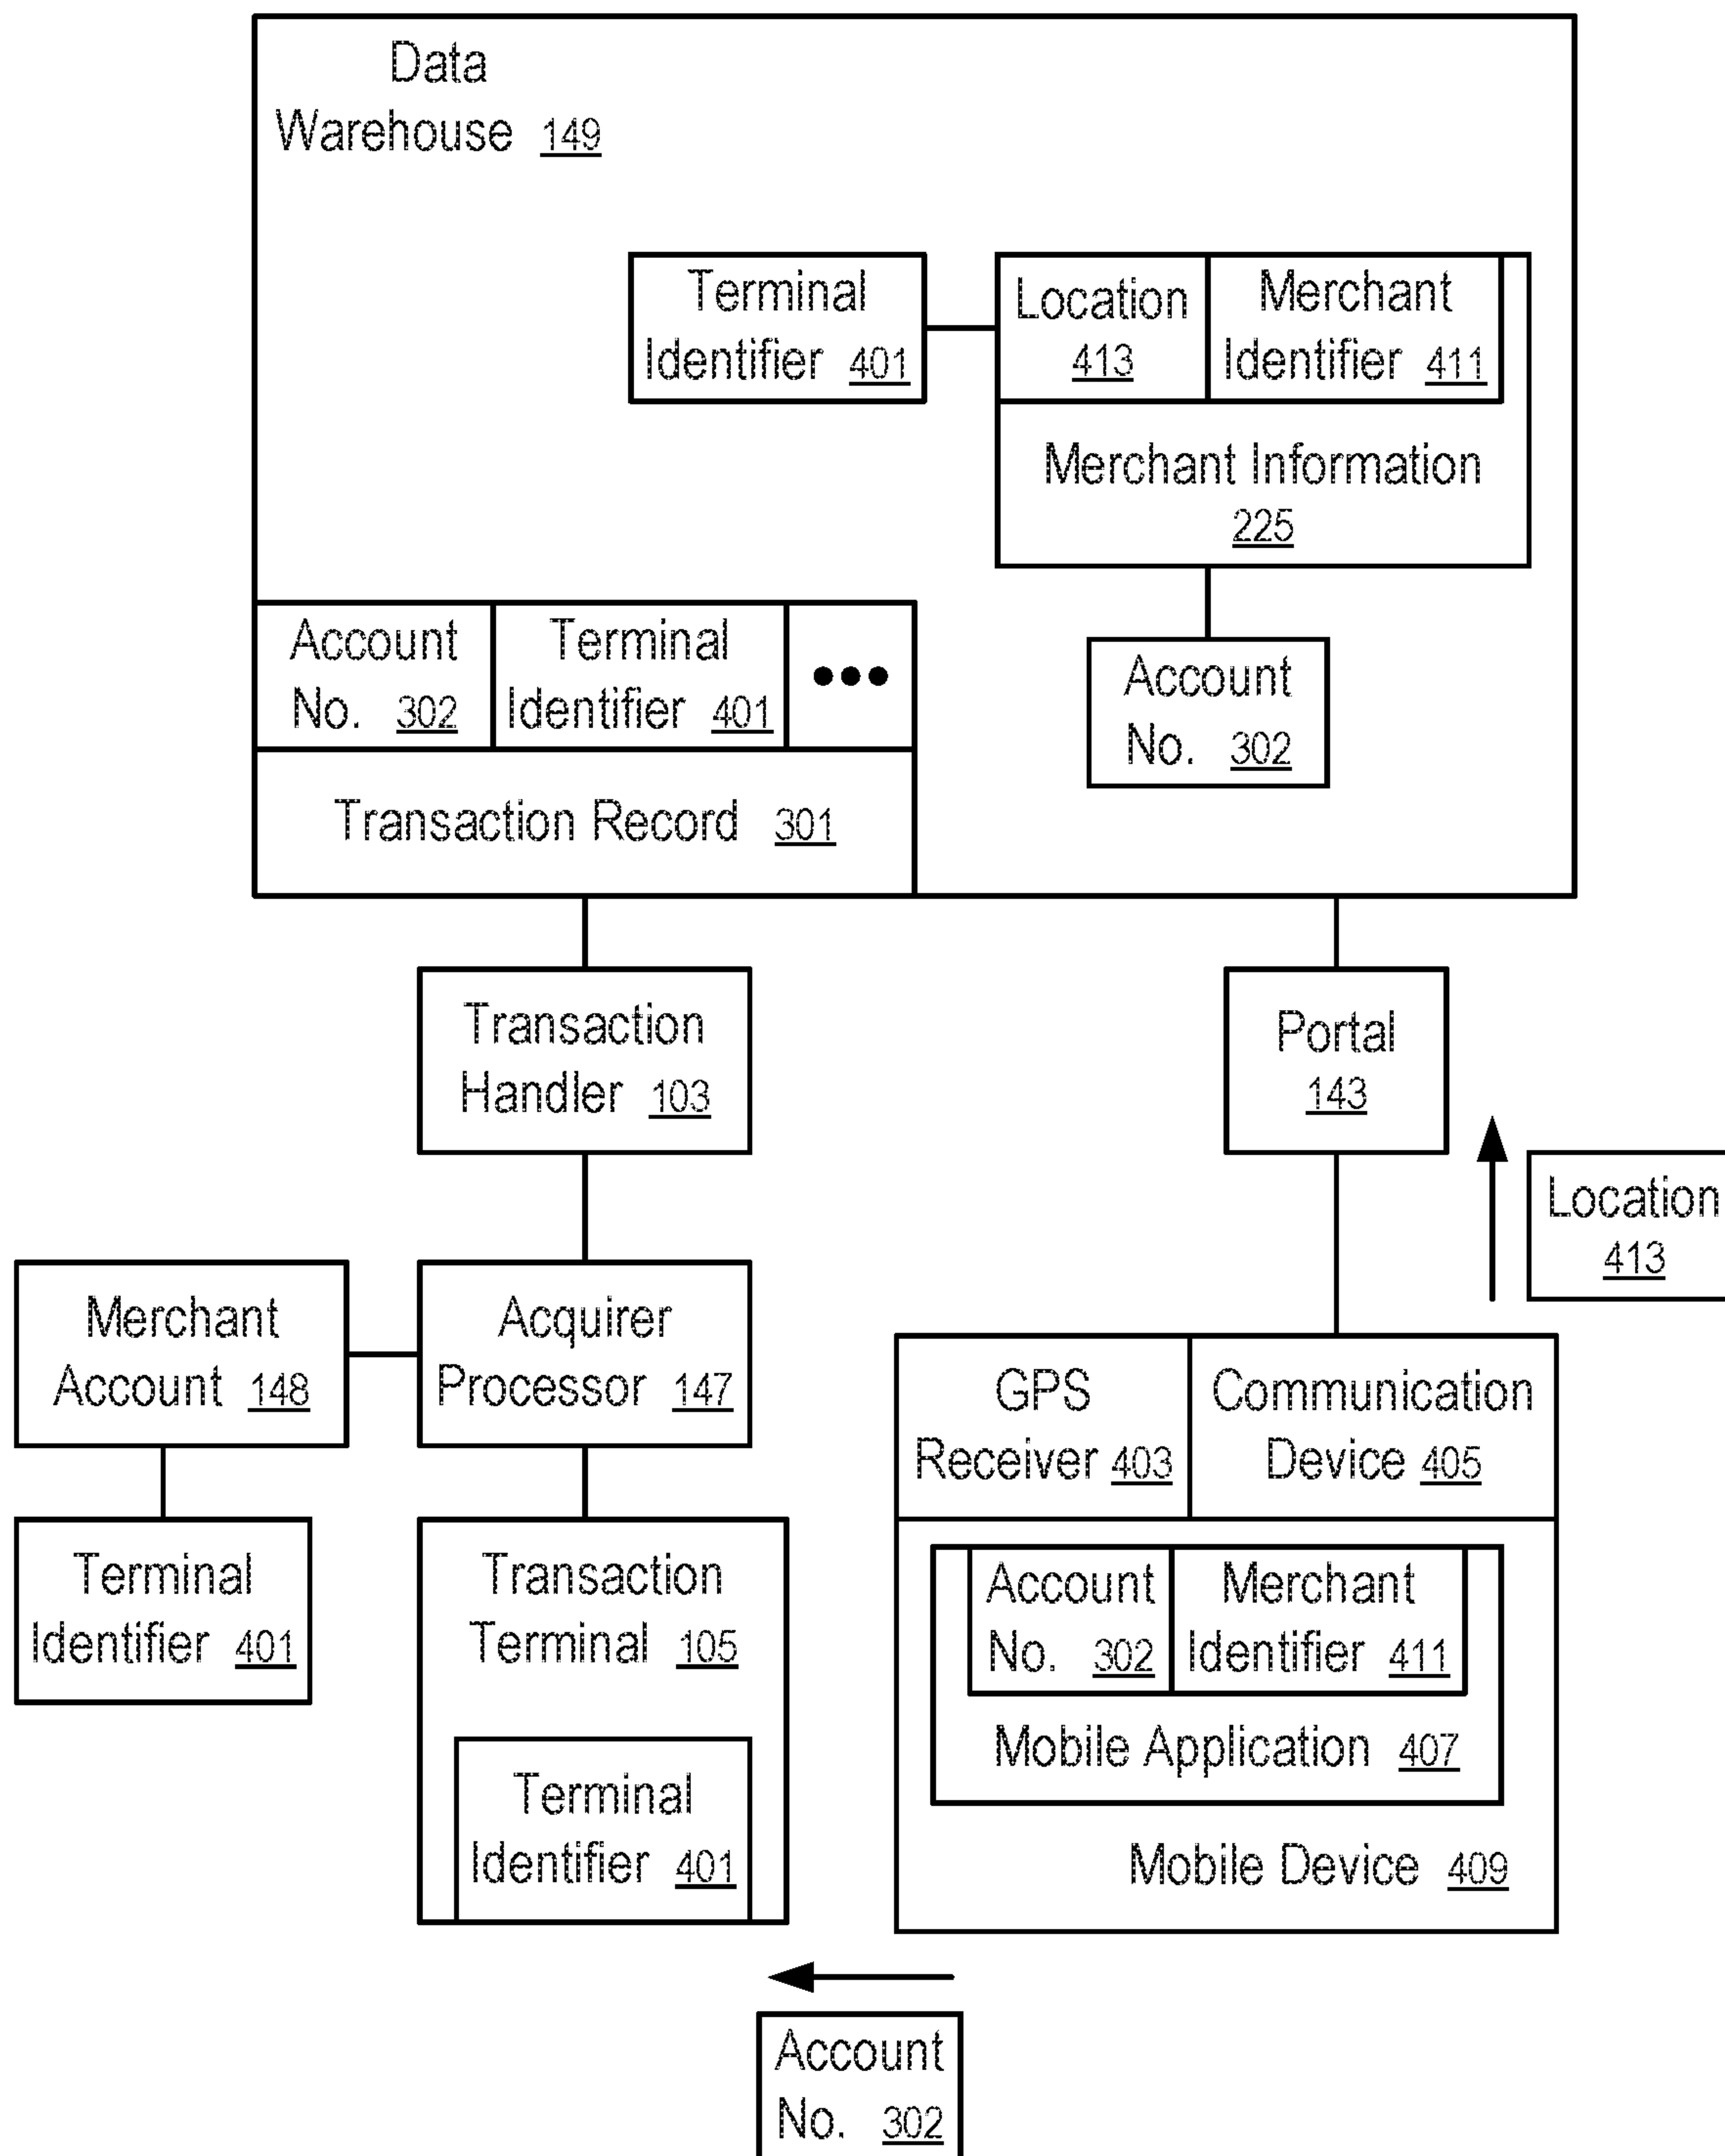 Data
Warehouse 149
Terminal
Identifier 401
Location
413
Merchant
Identifier 411
Merchant Information
225
Account
No. 302
Terminal
Identifier 401
●●●
Transaction Record 301
Account
No. 302
Transaction
Handler 103
Portal
143
Location
413
Merchant
Account 148
Acquirer
Processor 147
GPS
Receiver 403
Communication
Device 405
Terminal
Identifier 401
Transaction
Terminal 105
Terminal
Identifier 401
Account
No. 302
Merchant
Identifier 411
Mobile Application 407
Mobile Device 409
Account
No. 302